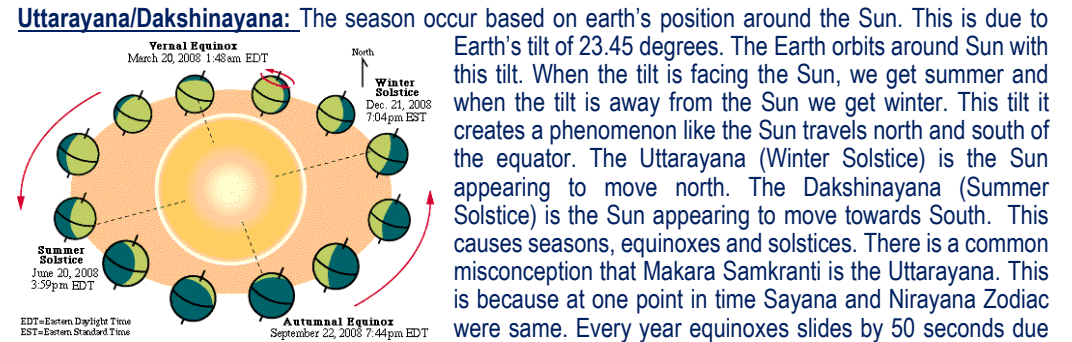 Uttarayana/Dakshinayana: The season occur based on earth's position around the Sun. This is due to
Earth's tilt of 23.45 degrees. The Earth orbits around Sun with
this tilt. When the tilt is facing the Sun, we get summer and
when the tilt is away from the Sun we get winter. This tilt it
creates a phenomenon like the Sun travels north and south of
the equator. The Uttarayana (Winter Solstice) is the Sun
appearing to move north. The Dakshinayana (Summer
Solstice) is the Sun appearing to move towards South. This
causes seasons, equinoxes and solstices. There is a common
misconception that Makara Samkranti is the Uttarayana. This
is because at one point in time Sayana and Nirayana Zodiac
were same. Every year equinoxes slides by 50 seconds due
Vernal Equinox
March 20, 2008 1:48am EDT
North
Winter
Solstice
Dec. 21, 2008
7:04pm EST
Summer
Solstice
June 20, 2008
3:59pm EDT
EDT=Eastern Daylight Time
EST=Eastern Standard Time
Autumnal Equinox
September 22, 2008 7:44pm EDT